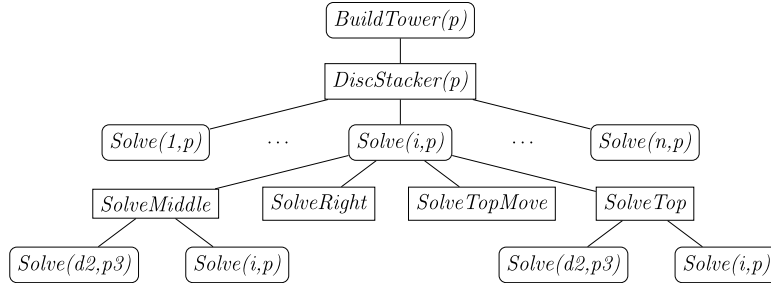 BuildTower(p)
DiscStacker(p)
Solve(1,p) ... Solve(i,p) ... Solve(n,p)
SolveMiddle SolveRight SolveTopMove SolveTop
Solve(d2,p3) Solve(i,p) Solve(d2,p3) Solve(i,p)